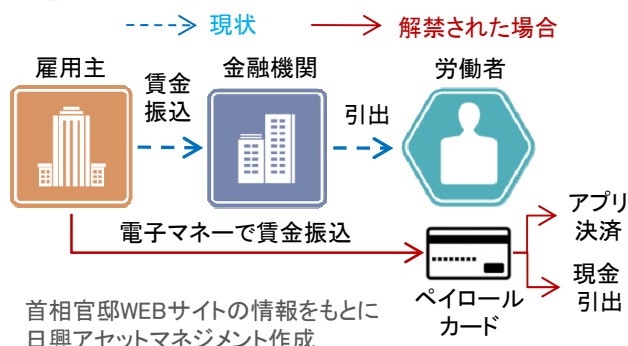 現状
解禁された場合
雇用主
金融機関
労働者
賃金
振込
引出
電子マネーで賃金振込
アプリ
決済
現金
引出
ペイロール
カード
首相官邸WEBサイトの情報をもとに
日興アセットマネジメント作成